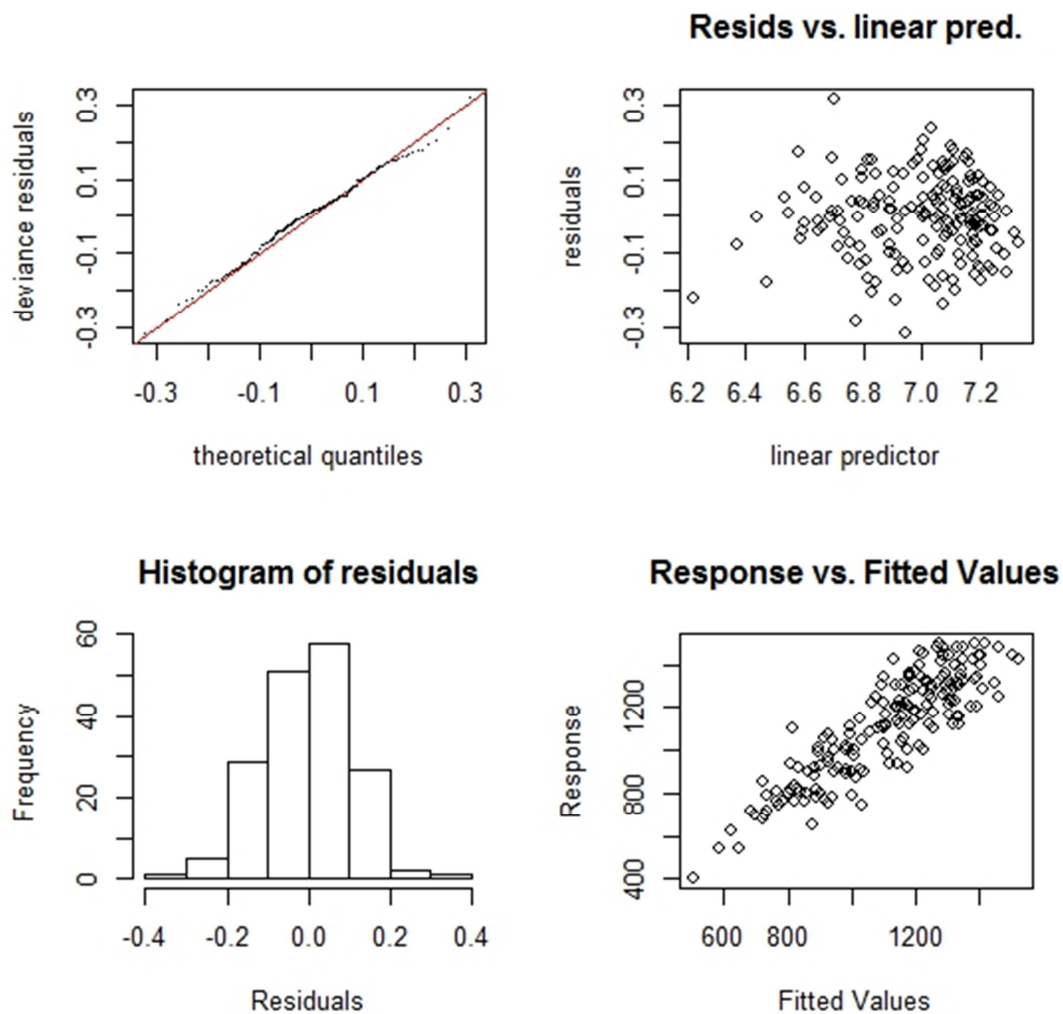 deviance residuals
0.3
0.1
-0.1
-0.3
-0.3
-0.1
0.1
0.3
theoretical quantiles
Resids vs. linear pred.
residuals
0.3
0.1
-0.1
-0.3
6.2 6.4 6.6 6.8 7.0 7.2
linear predictor
Histogram of residuals
Frequency
60
40
20
0
-0.4 -0.2 0.0 0.2 0.4
Residuals
Response vs. Fitted Values
Response
1200
800
400
600 800 1200
Fitted Values